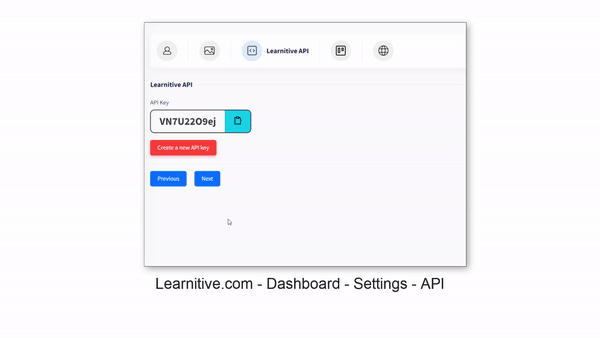 Learnitive API
Learnitive API
API Key
VN7U22O9ej
Create a new API key
Previous Next
Learnitive.com - Dashboard - Settings - API